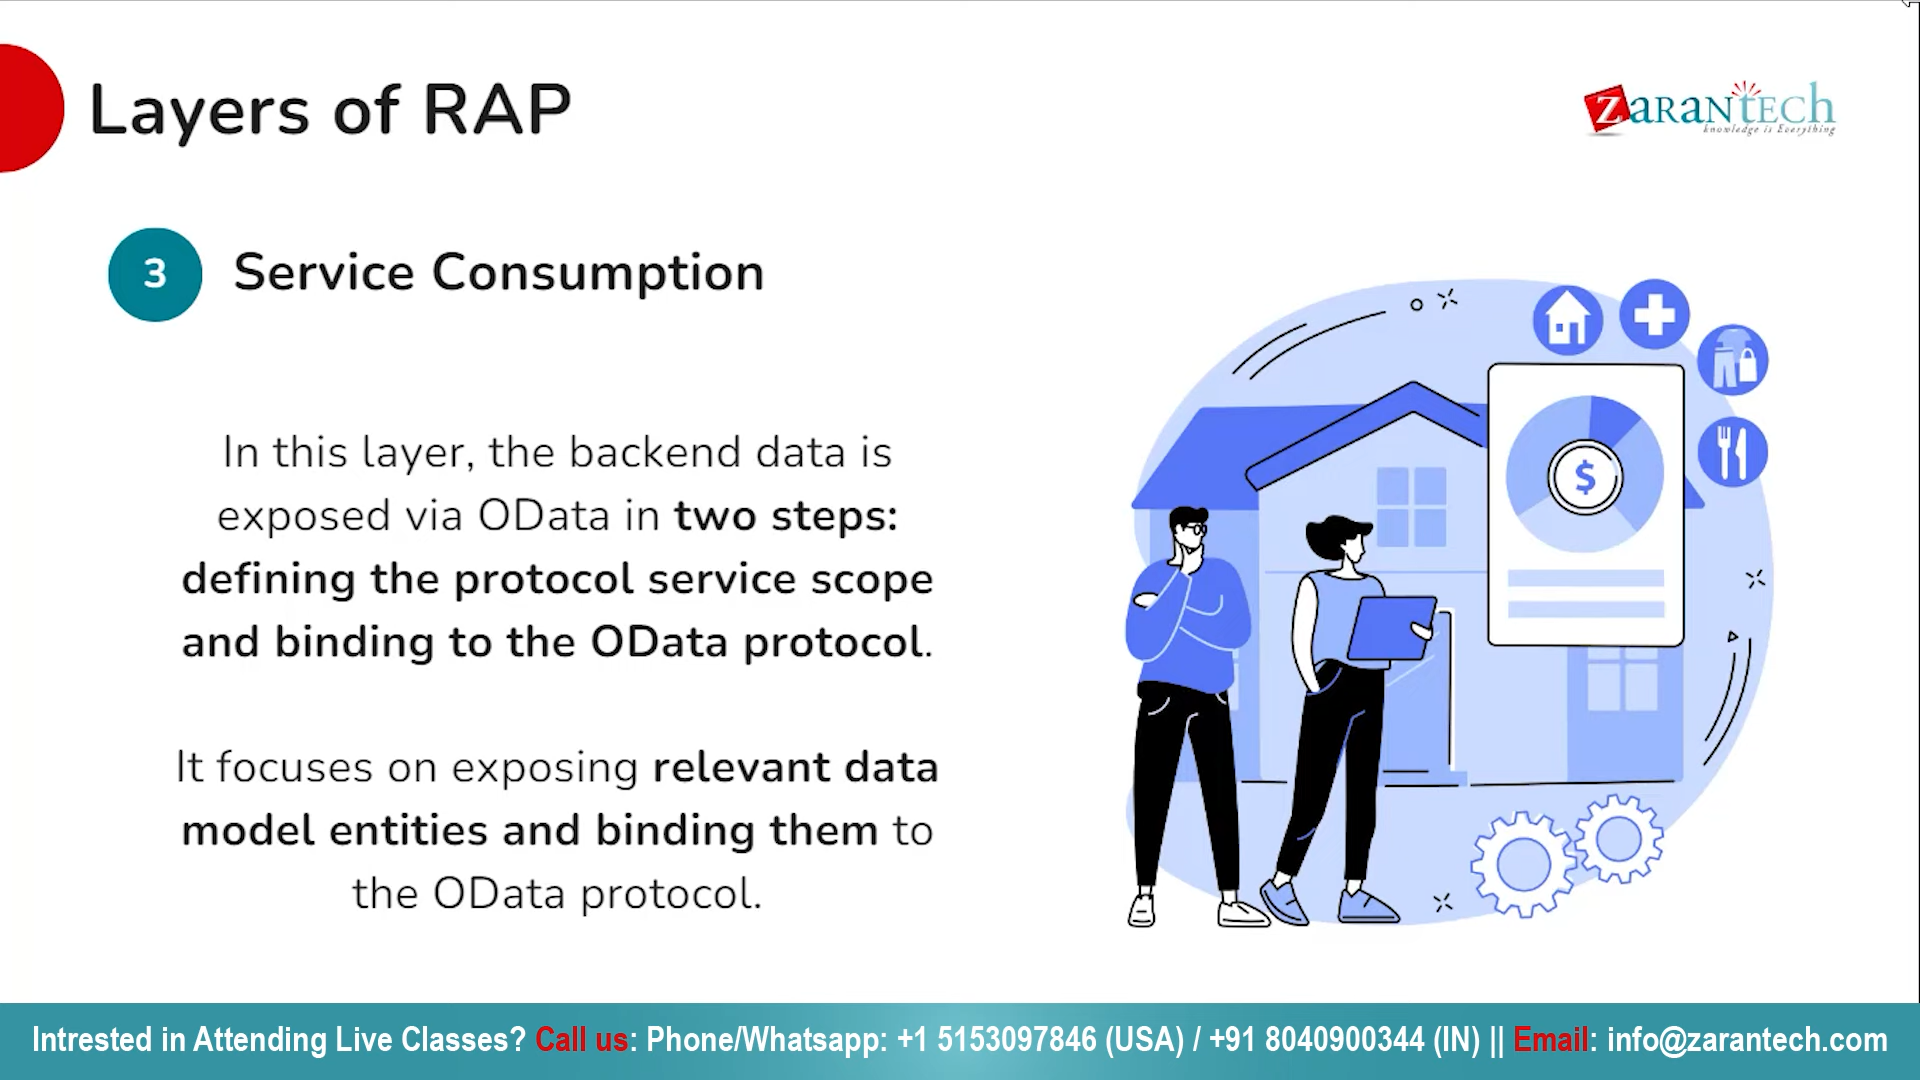 Layers of RAP
ZARANTECH
knowledge is Everything
3
Service Consumption
In this layer, the backend data is
exposed via OData in two steps:
defining the protocol service scope
and binding to the OData protocol.
It focuses on exposing relevant data
model entities and binding them to
the OData protocol.
$
Intrested in Attending Live Classes? Call us: Phone/Whatsapp: +1 5153097846 (USA) / +91 8040900344 (IN) || Email: info@zarantech.com